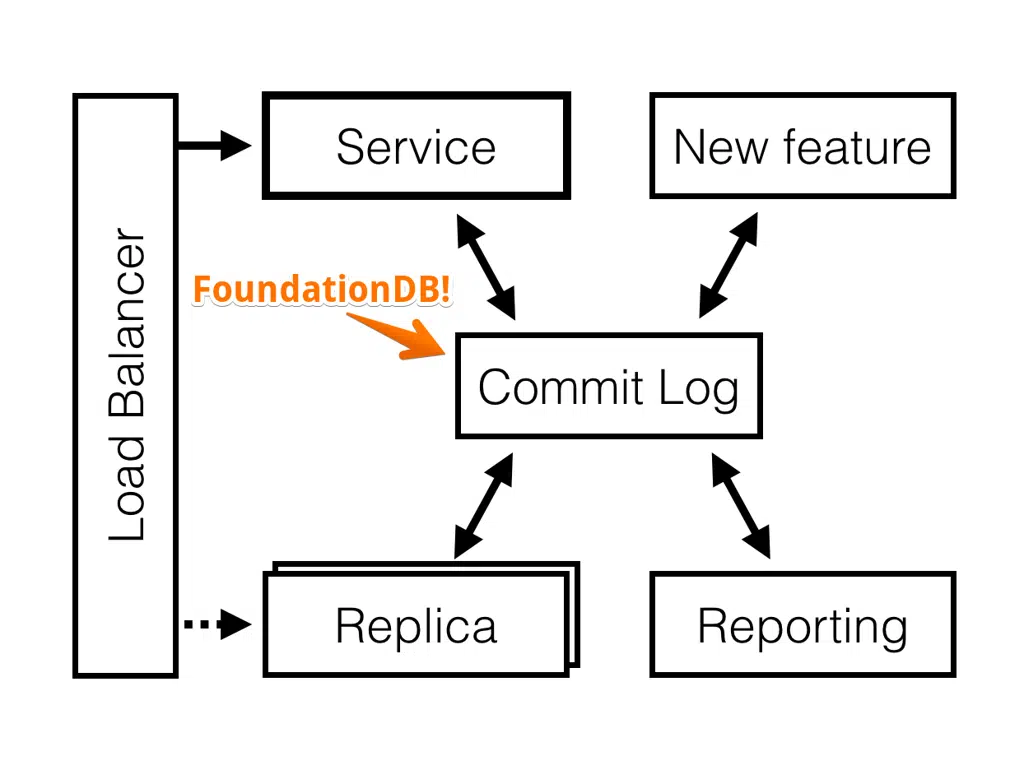 Load Balancer
Service
New feature
FoundationDB!
Commit Log
Replica
Reporting